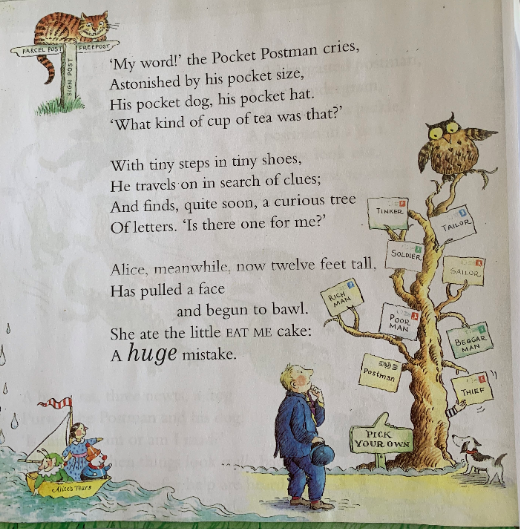 PARCEL POST
FREEPOST
SIGN POST
‘My word!’ the Pocket Postman cries,
Astonished by his pocket size,
His pocket dog, his pocket hat.
‘What kind of cup of tea was that?’
With tiny steps in tiny shoes,
He travels on in search of clues;
And finds, quite soon, a curious tree
Of letters. ‘Is there one for me?’
Alice, meanwhile, now twelve feet tall,
Has pulled a face
and begun to bawl.
She ate the little EAT ME cake:
A huge mistake.
TINKER
TAILOR
SOLDIER
SAILOR
RICH
MAN
POOR
MAN
BEGGAR
MAN
Postman
THIEF
PICK
YOUR OWN
Tours